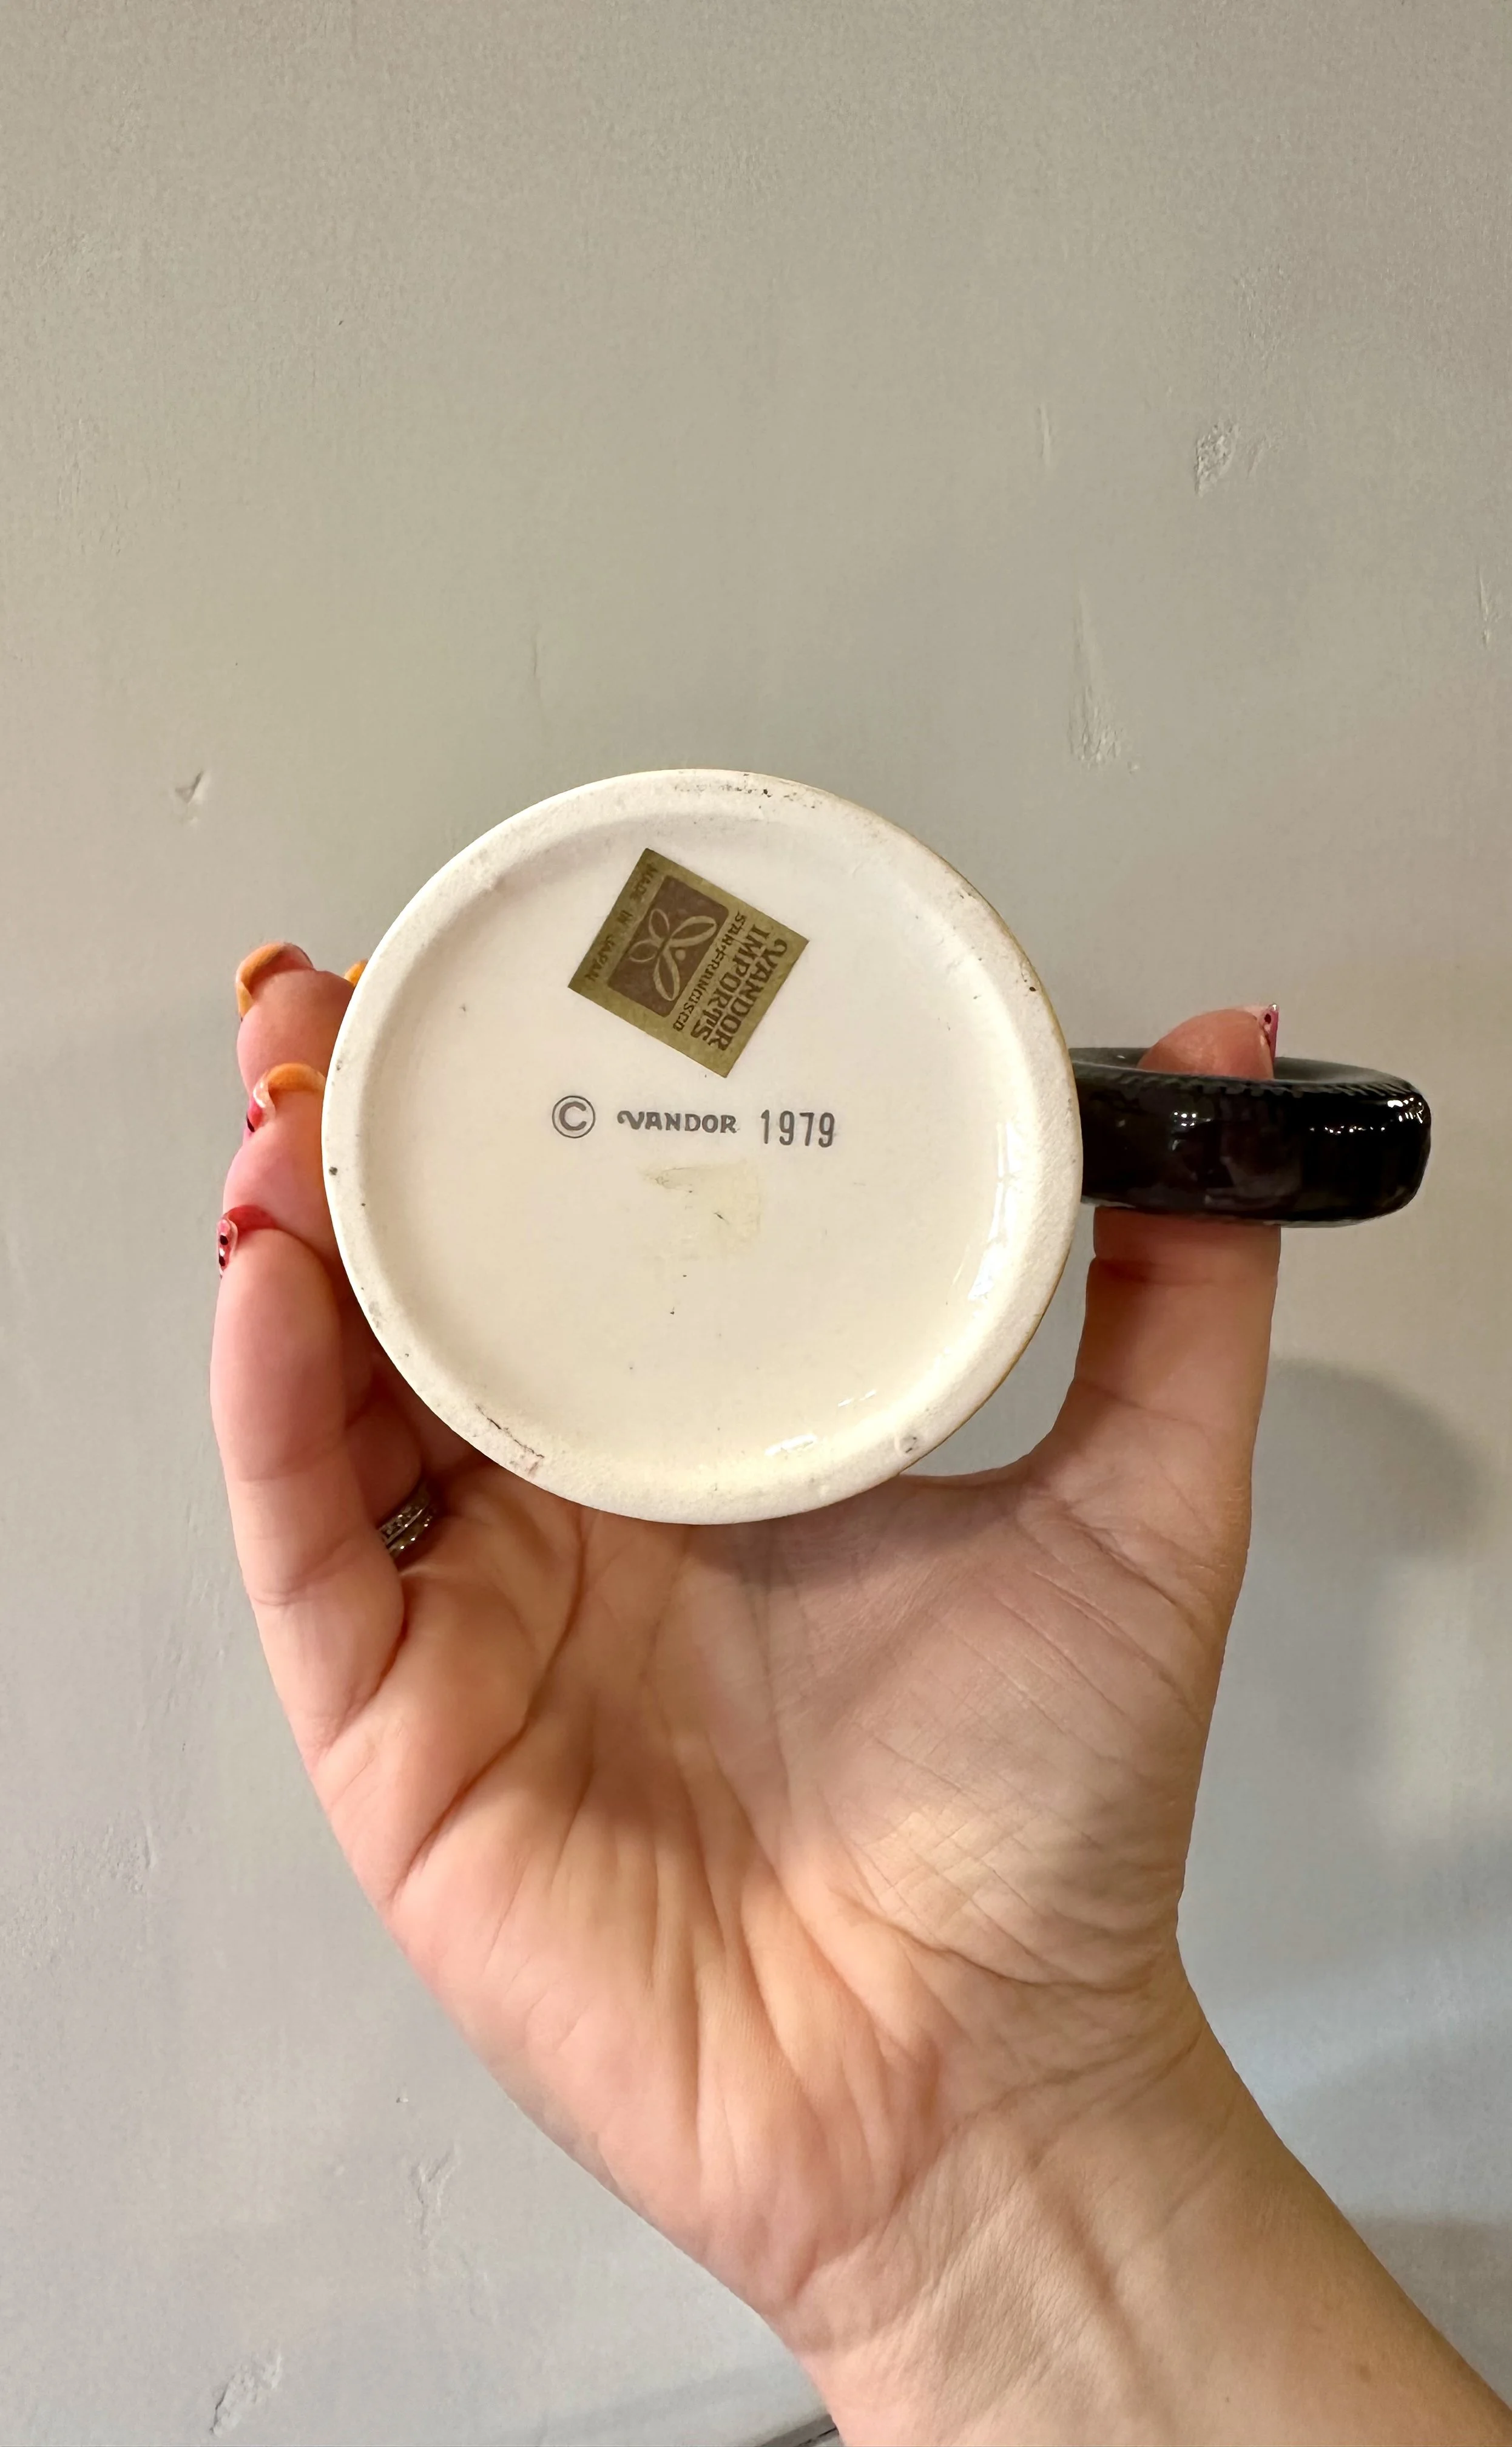 VANDOR
IMPORTS
SAN·FRANCISCO
MADE IN JAPAN
© VANDOR 1979